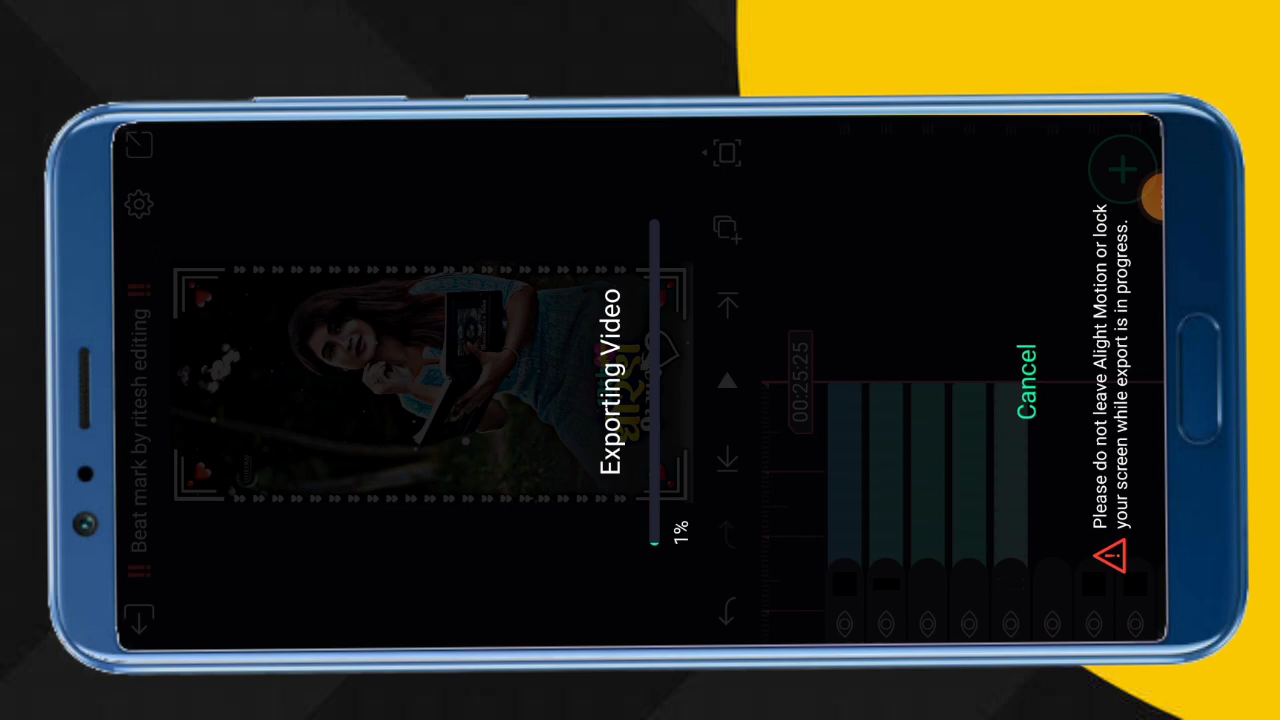 !! Beat mark by ritesh editing !!
Exporting Video
1%
00:25:25
Cancel
Please do not leave Alight Motion or lock
your screen while export is in progress.